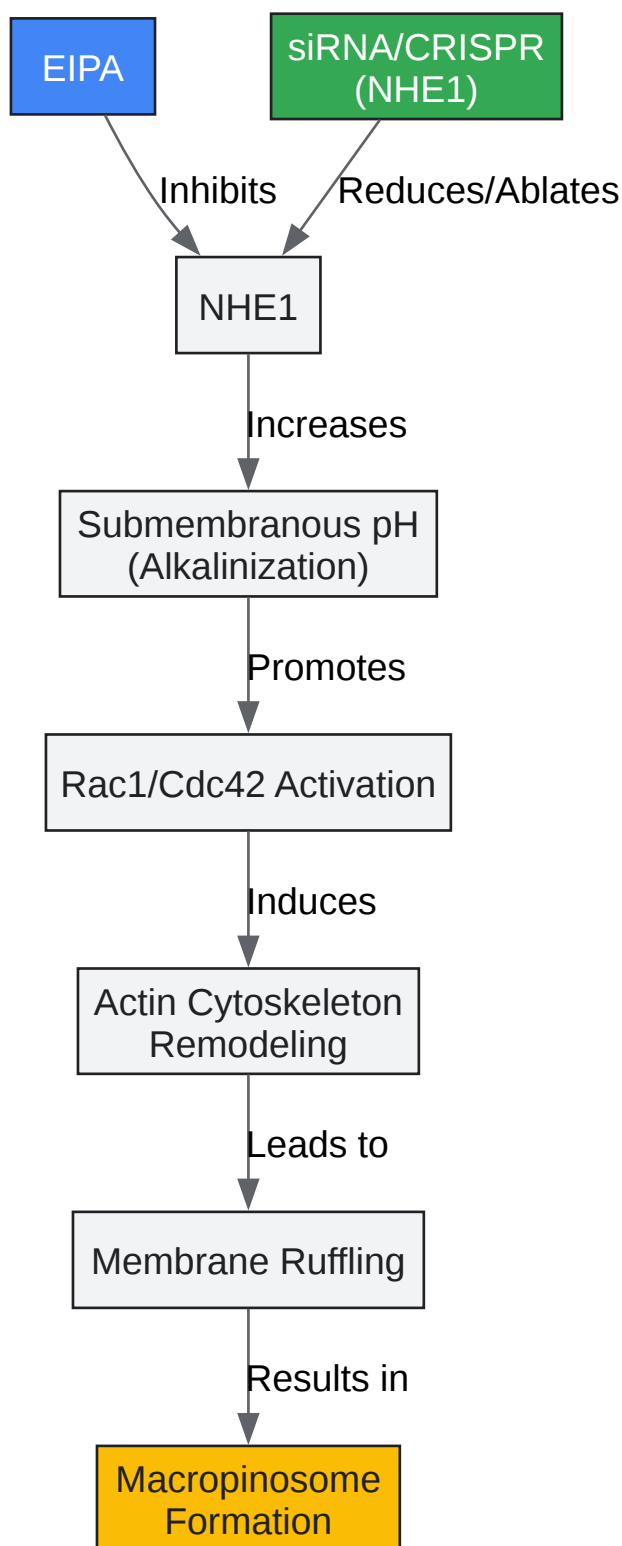 EIPA
siRNA/CRISPR
(NHE1)
Inhibits
Reduces/Ablates
NHE1
Increases
Submembranous pH
(Alkalinization)
Promotes
Rac1/Cdc42 Activation
Induces
Actin Cytoskeleton
Remodeling
Leads to
Membrane Ruffling
Results in
Macropinosome
Formation